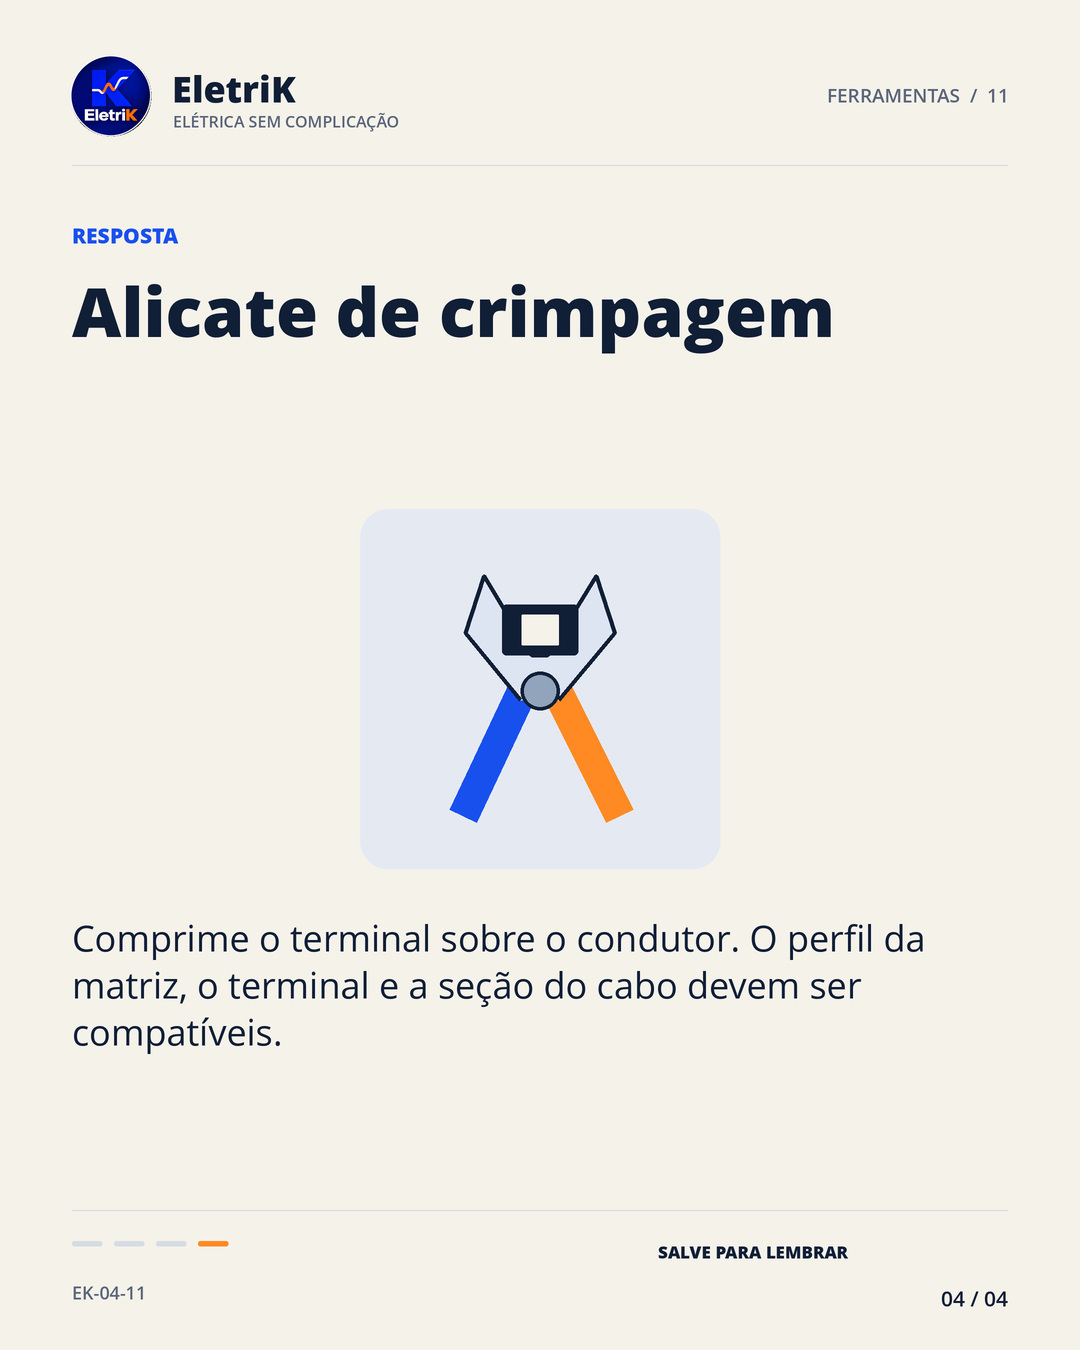 EletriK
EletriK
ELÉTRICA SEM COMPLICAÇÃO
FERRAMENTAS / 11
RESPOSTA
Alicate de crimpagem
Comprime o terminal sobre o condutor. O perfil da
matriz, o terminal e a seção do cabo devem ser
compatíveis.
SALVE PARA LEMBRAR
EK-04-11
04 / 04